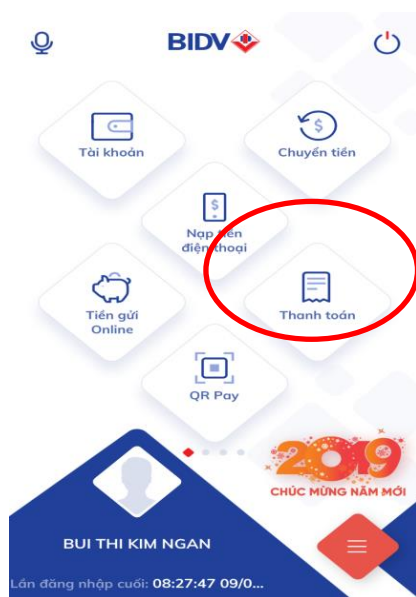 BIDV
Tài khoản
Chuyển tiền
$
Nạp tiền
điện thoại
Tiền gửi
Online
Thanh toán
QR Pay
2019
CHÚC MỪNG NĂM MỚI
BUI THI KIM NGAN
Lần đăng nhập cuối: 08:27:47 09/0...